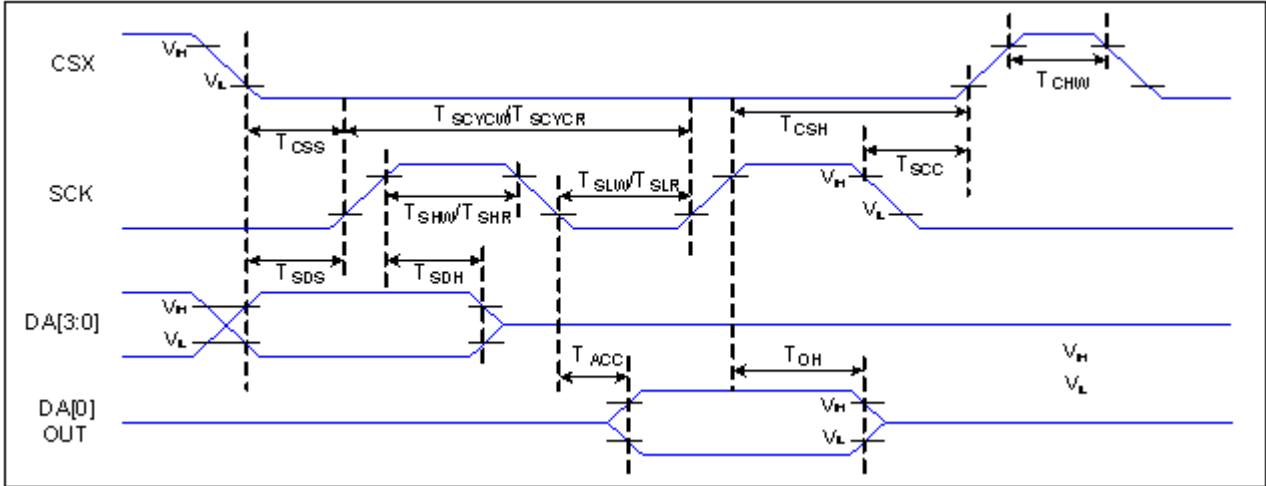 CSX
VIH
VIL
TCHW
TSCYCW/TSCYCR
TCSH
TCSS
TSCC
SCK
TSLW/TSLR
VIH
TSHW/TSHR
VIL
TSDS
TSDH
DA[3:0]
VIH
VIL
TACC
TOH
VIH
VIL
DA[0]
OUT
VIH
VIL